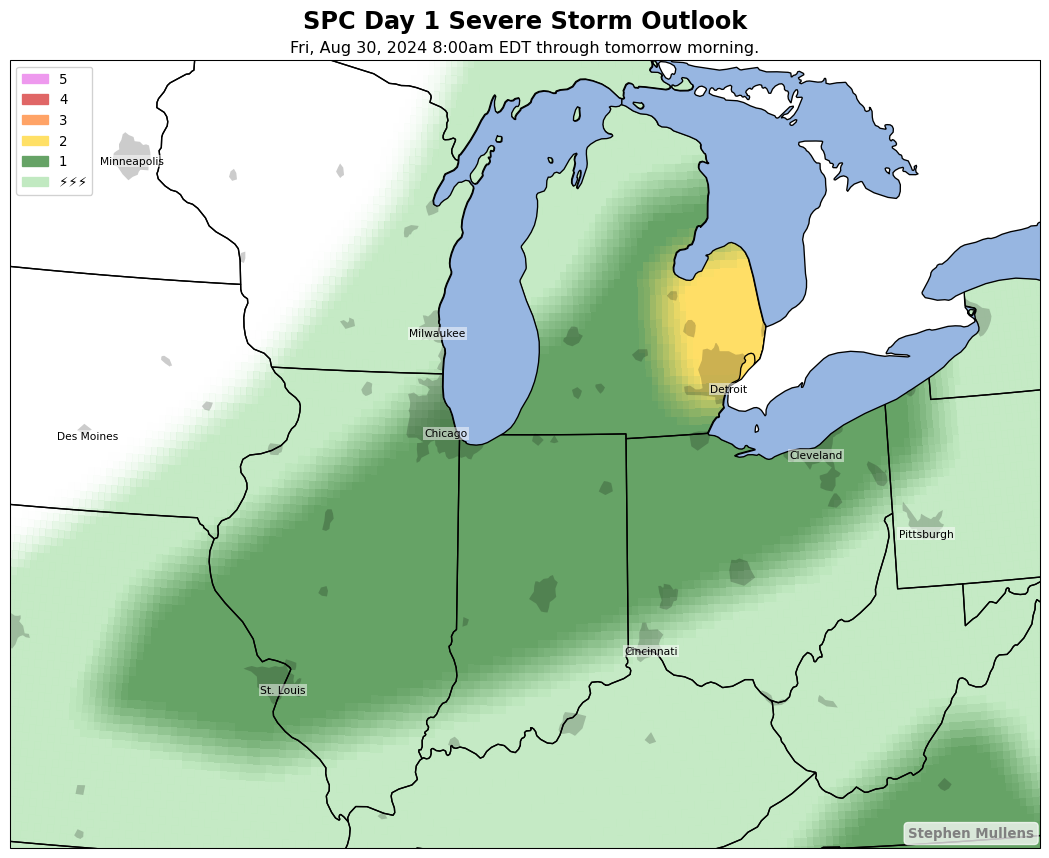 SPC Day 1 Severe Storm Outlook
Fri, Aug 30, 2024 8:00am EDT through tomorrow morning.
5
4
3
2
1
⚡⚡⚡
Minneapolis
Milwaukee
Detroit
Des Moines
Chicago
Cleveland
Pittsburgh
Cincinnati
St. Louis
Stephen Mullens